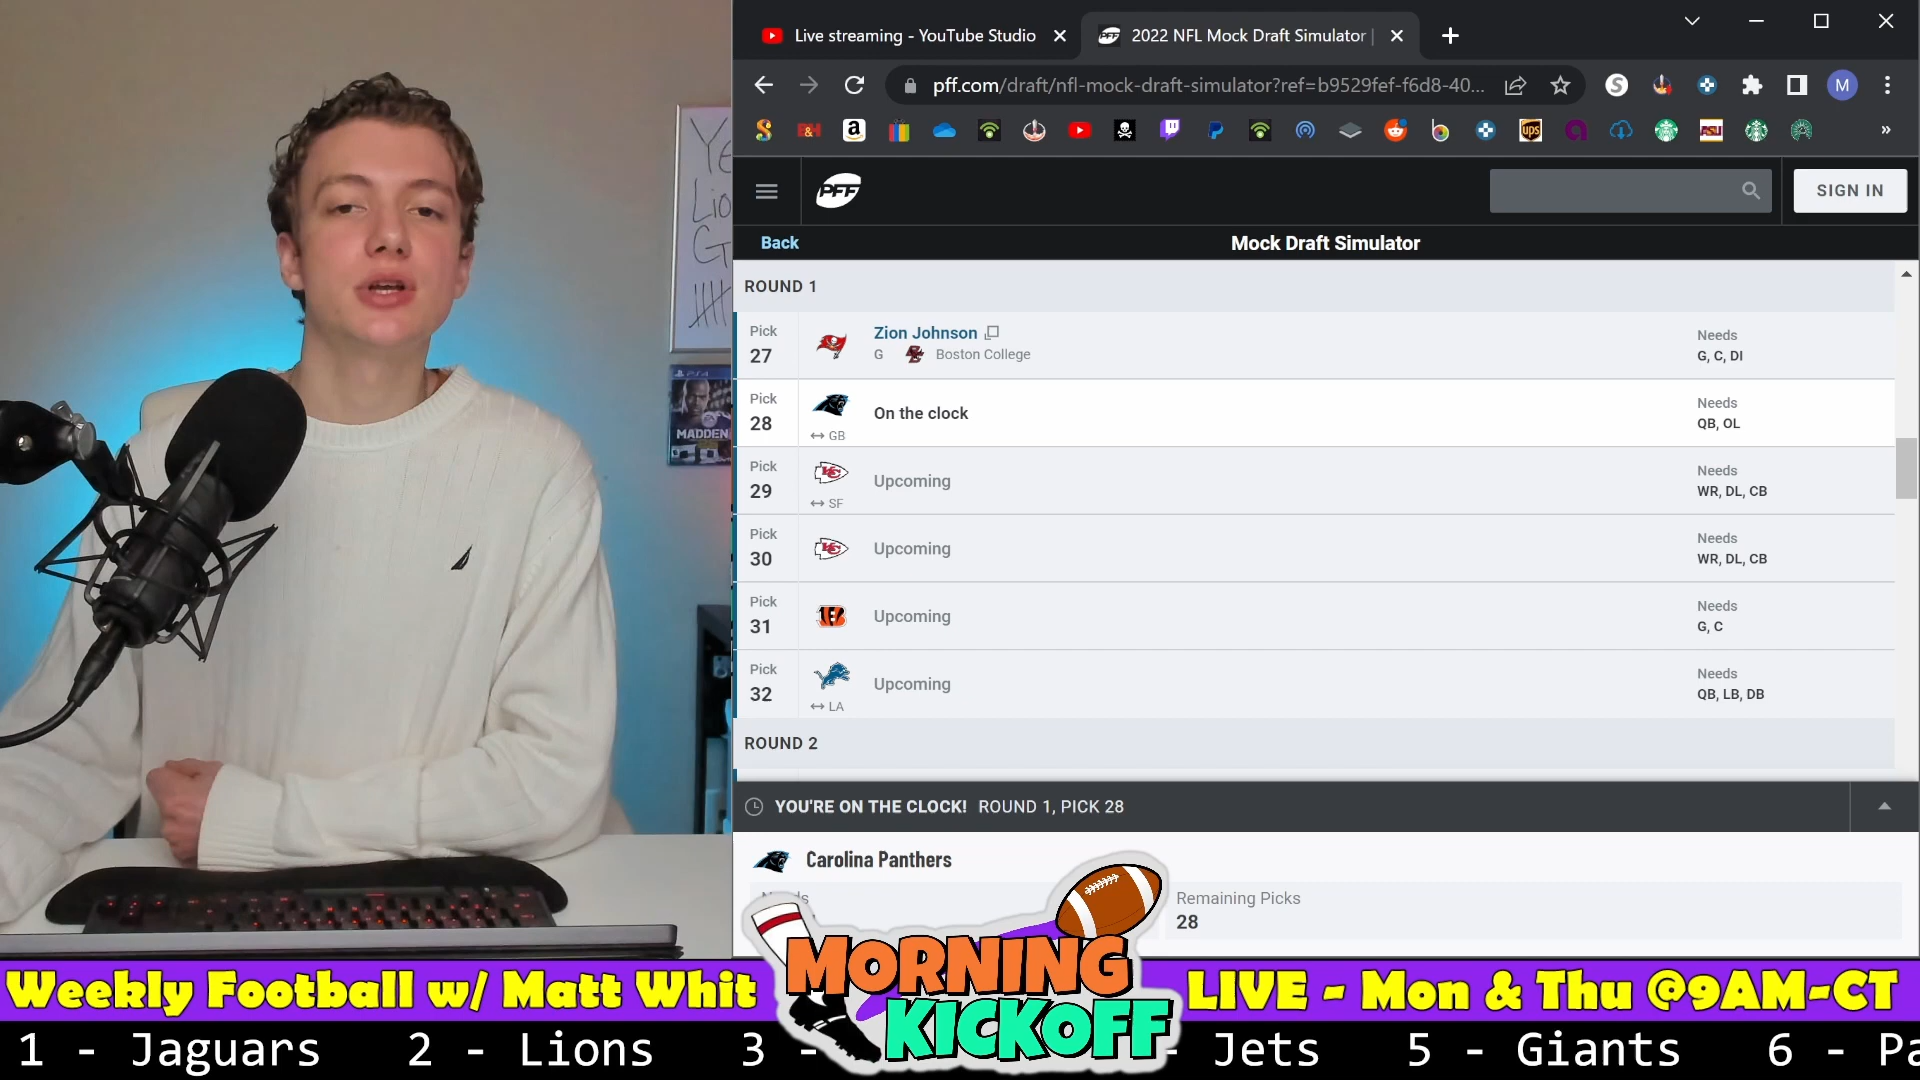 Live streaming - YouTube Studio
2022 NFL Mock Draft Simulator |
pff.com/draft/nfl-mock-draft-simulator?ref=b9529fef-f6d8-40...
M
PFF
SIGN IN
Back
Mock Draft Simulator
ROUND 1
Pick
27
Zion Johnson
G
Boston College
Needs
G, C, DI
Pick
28
GB
On the clock
Needs
QB, OL
Pick
29
SF
Upcoming
Needs
WR, DL, CB
Pick
30
Upcoming
Needs
WR, DL, CB
Pick
31
Upcoming
Needs
G, C
Pick
32
LA
Upcoming
Needs
QB, LB, DB
ROUND 2
YOU'RE ON THE CLOCK! ROUND 1, PICK 28
Carolina Panthers
Remaining Picks
28
PS4
MADDEN
MORNING
KICKOFF
Weekly Football w/ Matt Whit
LIVE - Mon & Thu @9AM-CT
1 - Jaguars 2 - Lions 3 - - Jets 5 - Giants 6 - Pa